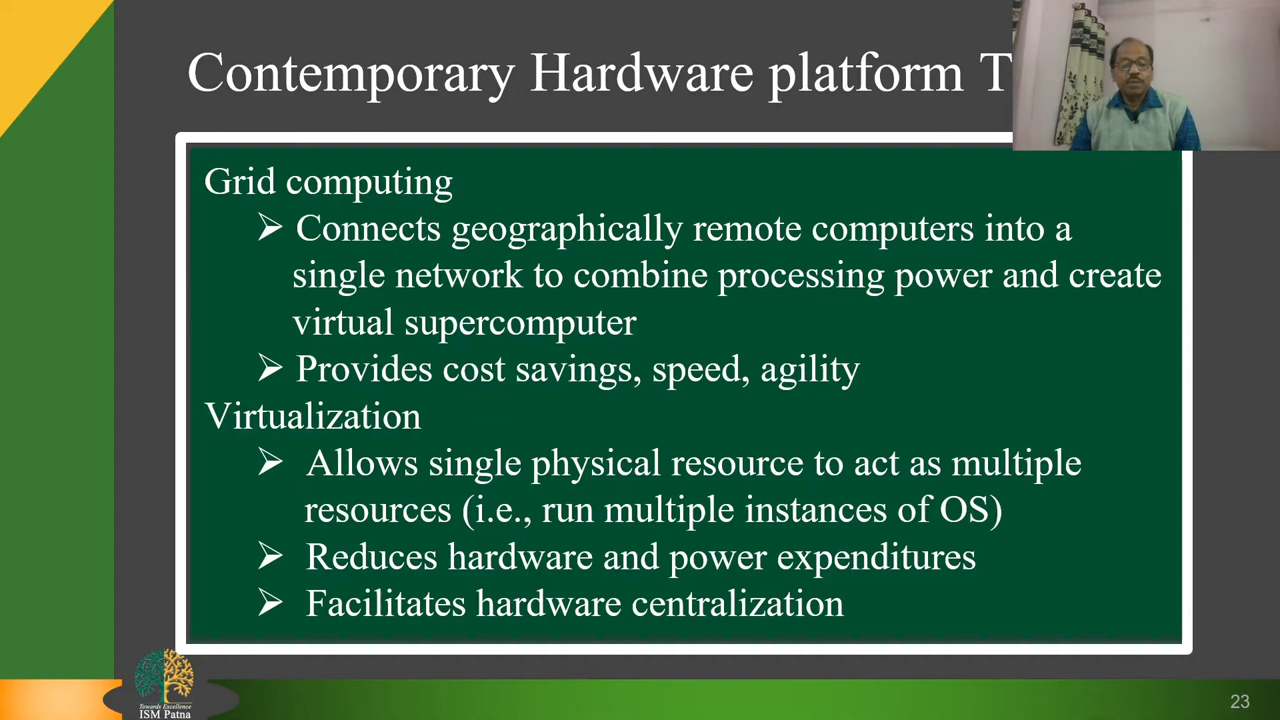 Contemporary Hardware platform T
Grid computing
➢ Connects geographically remote computers into a
single network to combine processing power and create
virtual supercomputer
➢ Provides cost savings, speed, agility
Virtualization
➢ Allows single physical resource to act as multiple
resources (i.e., run multiple instances of OS)
➢ Reduces hardware and power expenditures
➢ Facilitates hardware centralization
Towards Excellence
ISM Patna
23